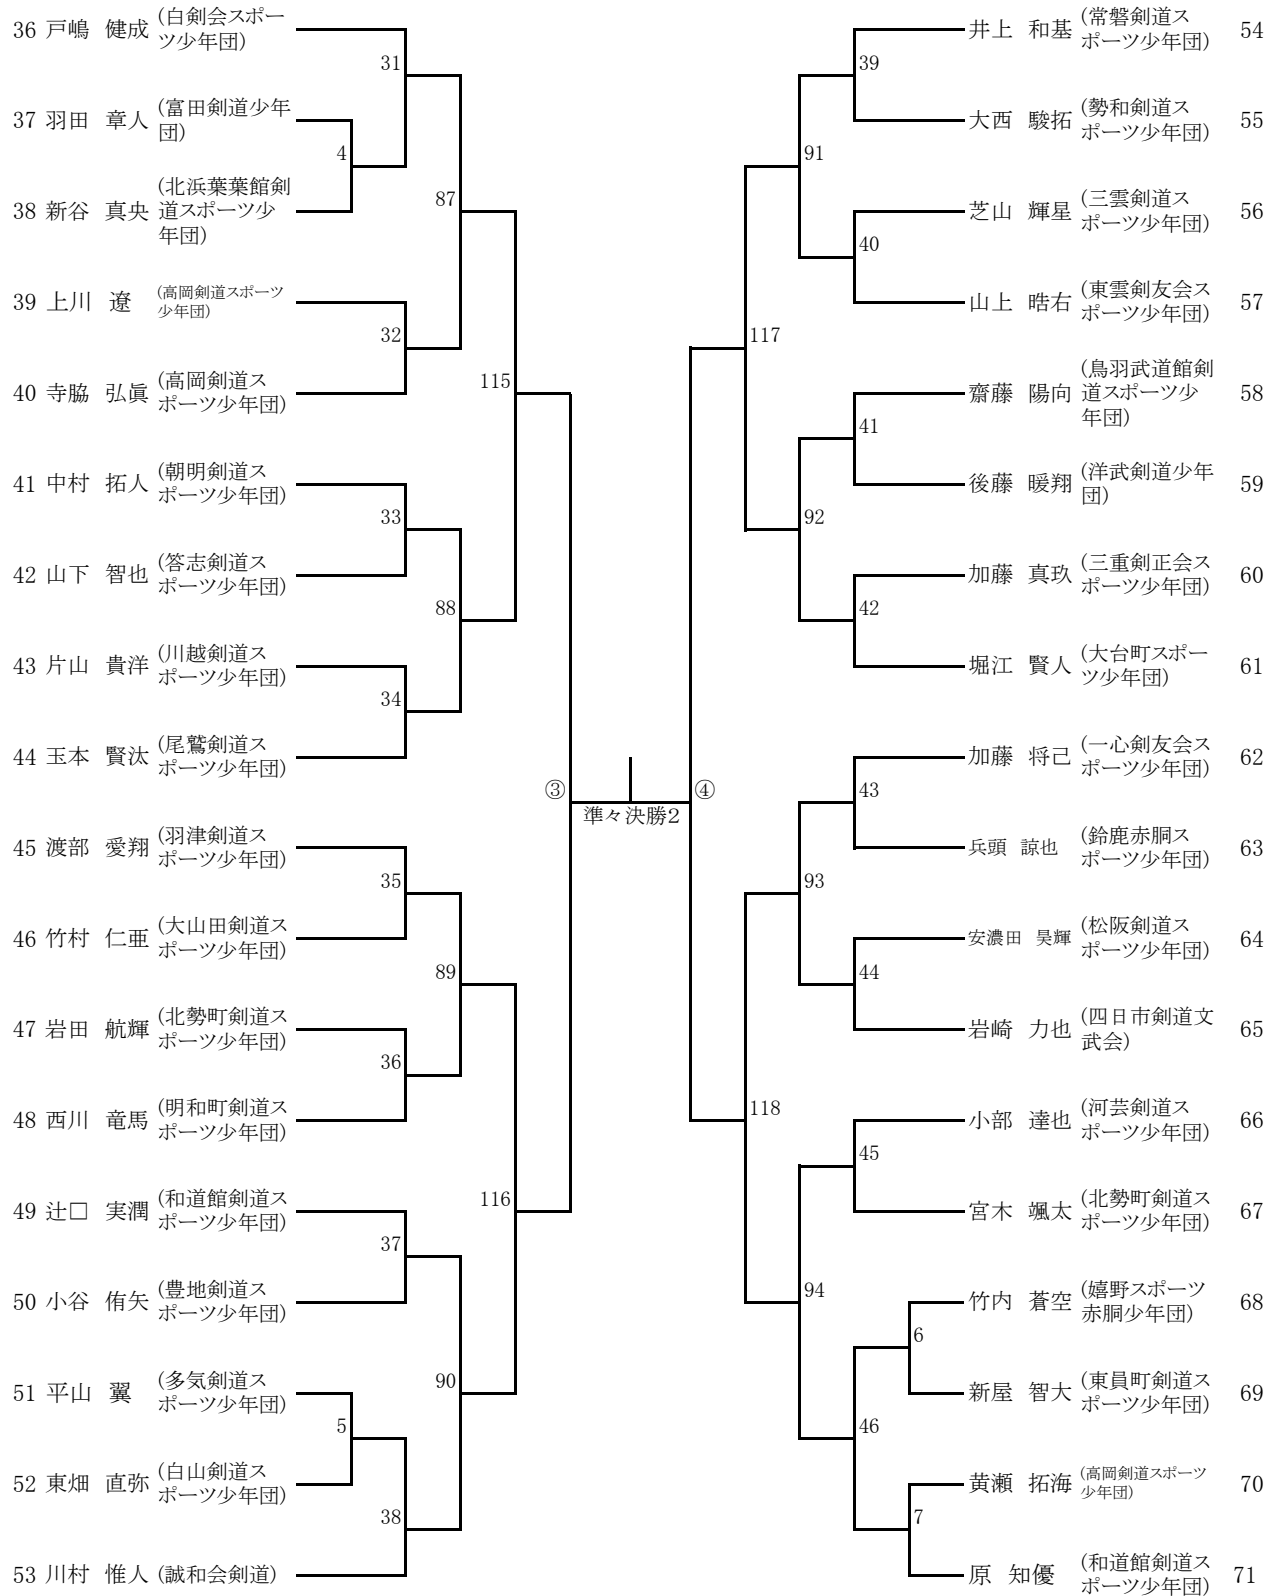 36 戸嶋 健成 (白剣会スポー
ツ少年団)
31
37 羽田 章人 (富田剣道少年
団)
4
38 新谷 真央 (北浜葉葉館剣
道スポーツ少
年団)
87
39 上川 遼 (高岡剣道スポーツ
少年団)
32
40 寺脇 弘眞 (高岡剣道ス
ポーツ少年団)
115
41 中村 拓人 (朝明剣道ス
ポーツ少年団)
33
42 山下 智也 (答志剣道ス
ポーツ少年団)
88
43 片山 貴洋 (川越剣道ス
ポーツ少年団)
34
44 玉本 賢汰 (尾鷲剣道ス
ポーツ少年団)
③
45 渡部 愛翔 (羽津剣道ス
ポーツ少年団)
35
46 竹村 仁亜 (大山田剣道ス
ポーツ少年団)
89
47 岩田 航輝 (北勢町剣道ス
ポーツ少年団)
36
48 西川 竜馬 (明和町剣道ス
ポーツ少年団)
116
49 辻□ 実潤 (和道館剣道ス
ポーツ少年団)
37
50 小谷 侑矢 (豊地剣道ス
ポーツ少年団)
90
51 平山 翼 (多気剣道ス
ポーツ少年団)
5
52 東畑 直弥 (白山剣道ス
ポーツ少年団)
38
53 川村 惟人 (誠和会剣道)
準々決勝2
井上 和基 (常磐剣道ス
ポーツ少年団) 54
39
大西 駿拓 (勢和剣道ス
ポーツ少年団) 55
91
芝山 輝星 (三雲剣道ス
ポーツ少年団) 56
40
山上 晧右 (東雲剣友会ス
ポーツ少年団) 57
117
齋藤 陽向 (鳥羽武道館剣
道スポーツ少
年団) 58
41
後藤 暖翔 (洋武剣道少年
団) 59
92
加藤 真玖 (三重剣正会ス
ポーツ少年団) 60
42
堀江 賢人 (大台町スポー
ツ少年団) 61
④
加藤 将己 (一心剣友会ス
ポーツ少年団) 62
43
兵頭 諒也 (鈴鹿赤胴ス
ポーツ少年団) 63
93
安濃田 昊輝 (松阪剣道ス
ポーツ少年団) 64
44
岩崎 力也 (四日市剣道文
武会) 65
118
小部 達也 (河芸剣道ス
ポーツ少年団) 66
45
宮木 颯太 (北勢町剣道ス
ポーツ少年団) 67
94
竹内 蒼空 (嬉野スポーツ
赤胴少年団) 68
6
新屋 智大 (東員町剣道ス
ポーツ少年団) 69
46
黄瀬 拓海 (高岡剣道スポーツ
少年団) 70
7
原 知優 (和道館剣道ス
ポーツ少年団) 71